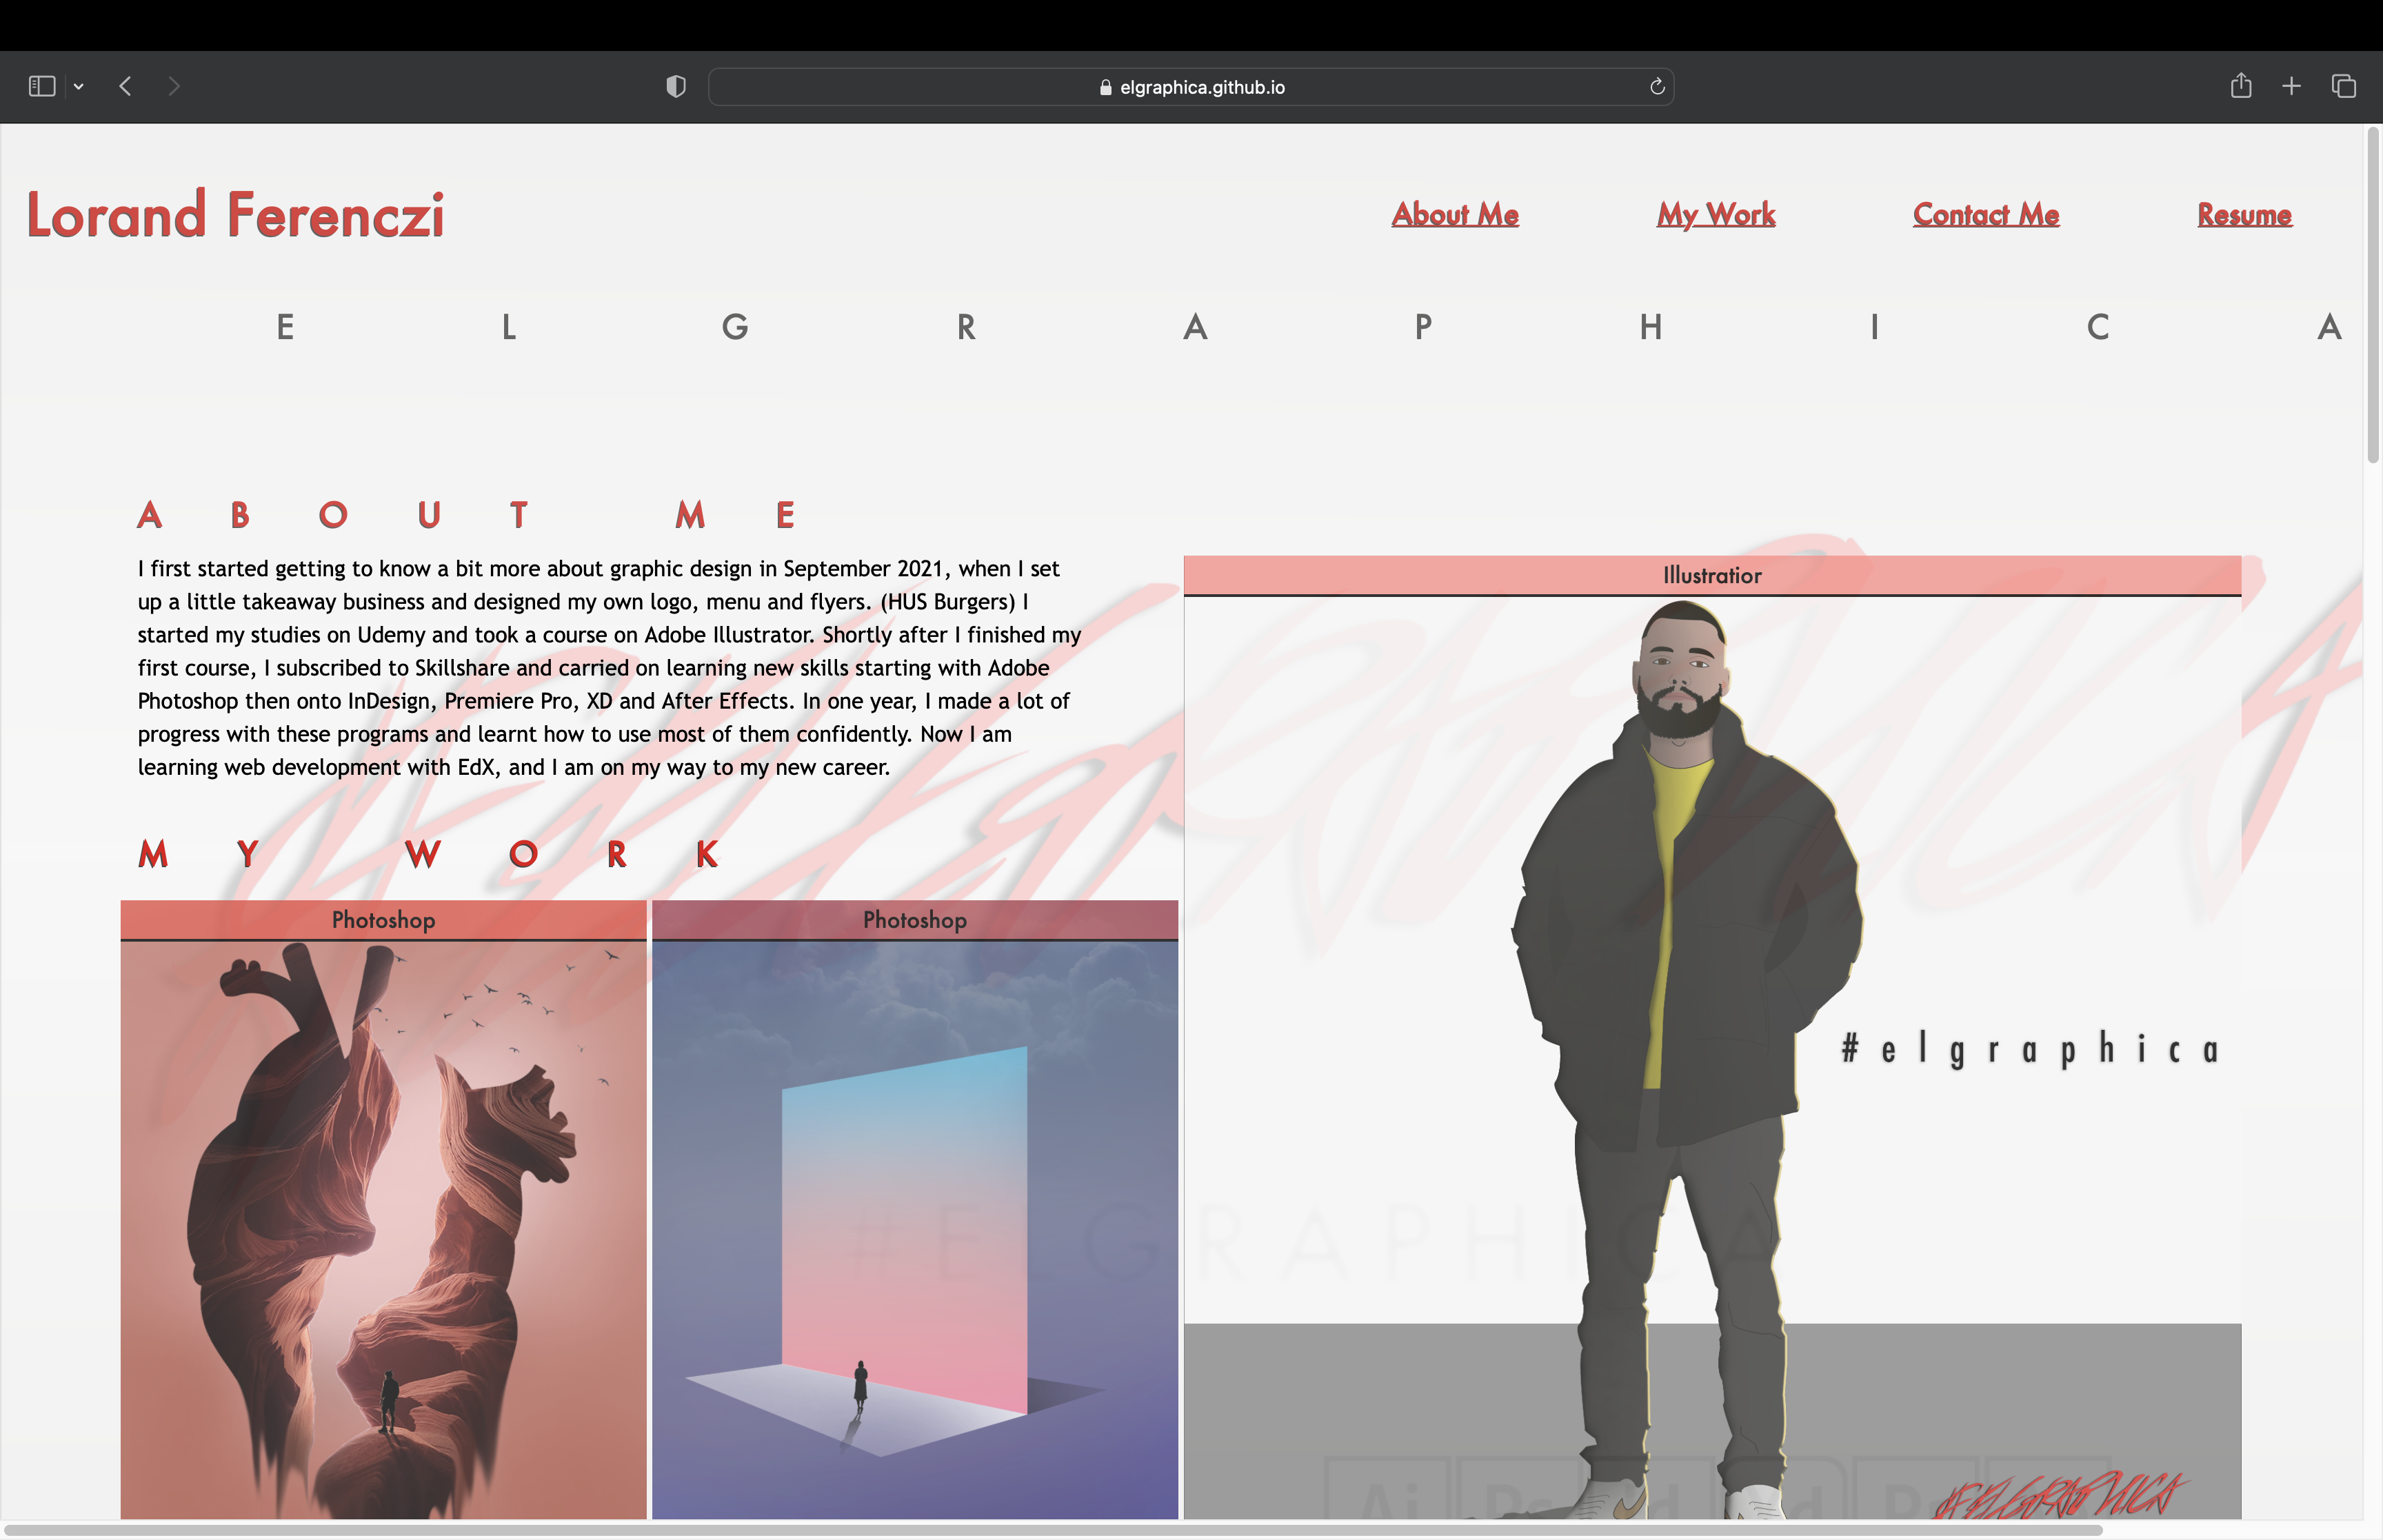 elgraphica.github.io
Lorand Ferenczi
About Me
My Work
Contact Me
Resume
E L G R A P H I C A
A B O U T M E
I first started getting to know a bit more about graphic design in September 2021, when I set
up a little takeaway business and designed my own logo, menu and flyers. (HUS Burgers) I
started my studies on Udemy and took a course on Adobe Illustrator. Shortly after I finished my
first course, I subscribed to Skillshare and carried on learning new skills starting with Adobe
Photoshop then onto InDesign, Premiere Pro, XD and After Effects. In one year, I made a lot of
progress with these programs and learnt how to use most of them confidently. Now I am
learning web development with EdX, and I am on my way to my new career.
M Y W O R K
Photoshop
Photoshop
Illustratior
#elgraphica
#ELGRAPHICA
Ai Ps Id Xd Pr
#ELGRAPHICA